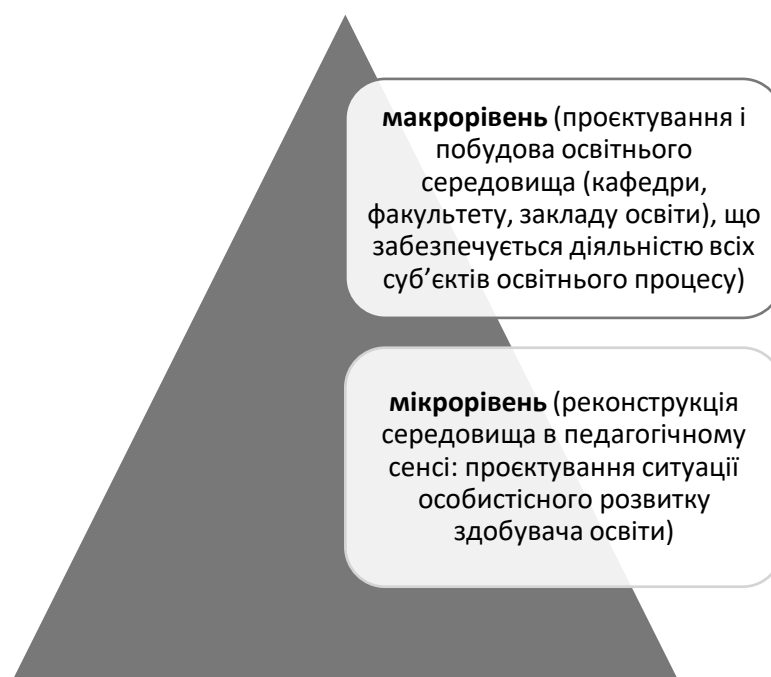 макрорівень (проєктування і
побудова освітнього
середовища (кафедри,
факультету, закладу освіти), що
забезпечується діяльністю всіх
суб’єктів освітнього процесу)
мікрорівень (реконструкція
середовища в педагогічному
сенсі: проєктування ситуації
особистісного розвитку
здобувача освіти)